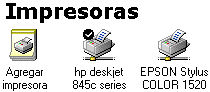 Impresoras
Agregar impresora
hp deskjet 845c series
EPSON Stylus COLOR 1520